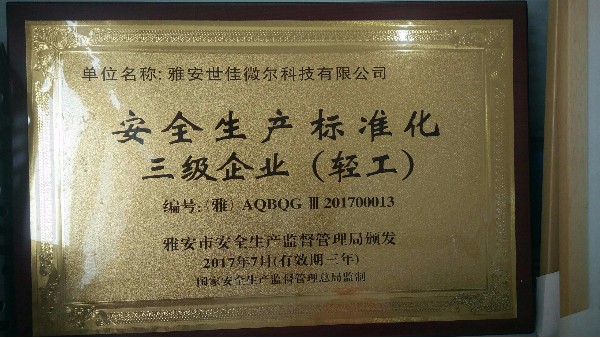 单位名称:雅安世佳微尔科技有限公司
安全生产标准化
三级企业（轻工）
编号:（雅）AQBQG Ⅲ 201700013
雅安市安全生产监督管理局颁发
2017年7月(有效期三年)
国家安全生产监督管理总局监制